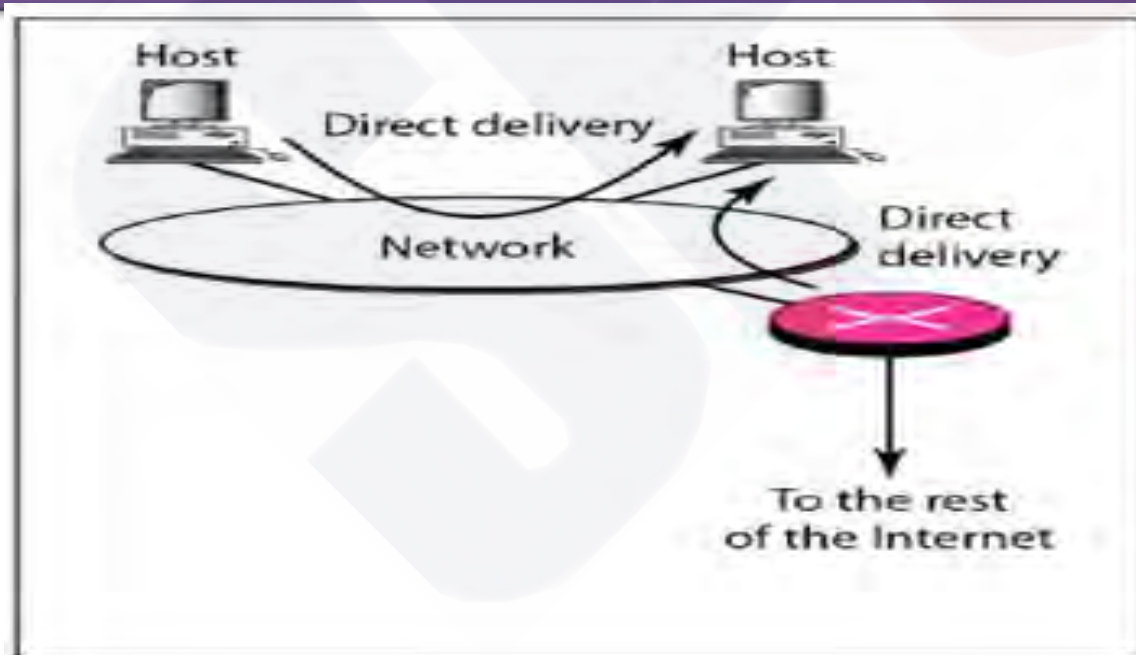 Host
Host
Direct delivery
Network
Direct
delivery
To the rest
of the Internet